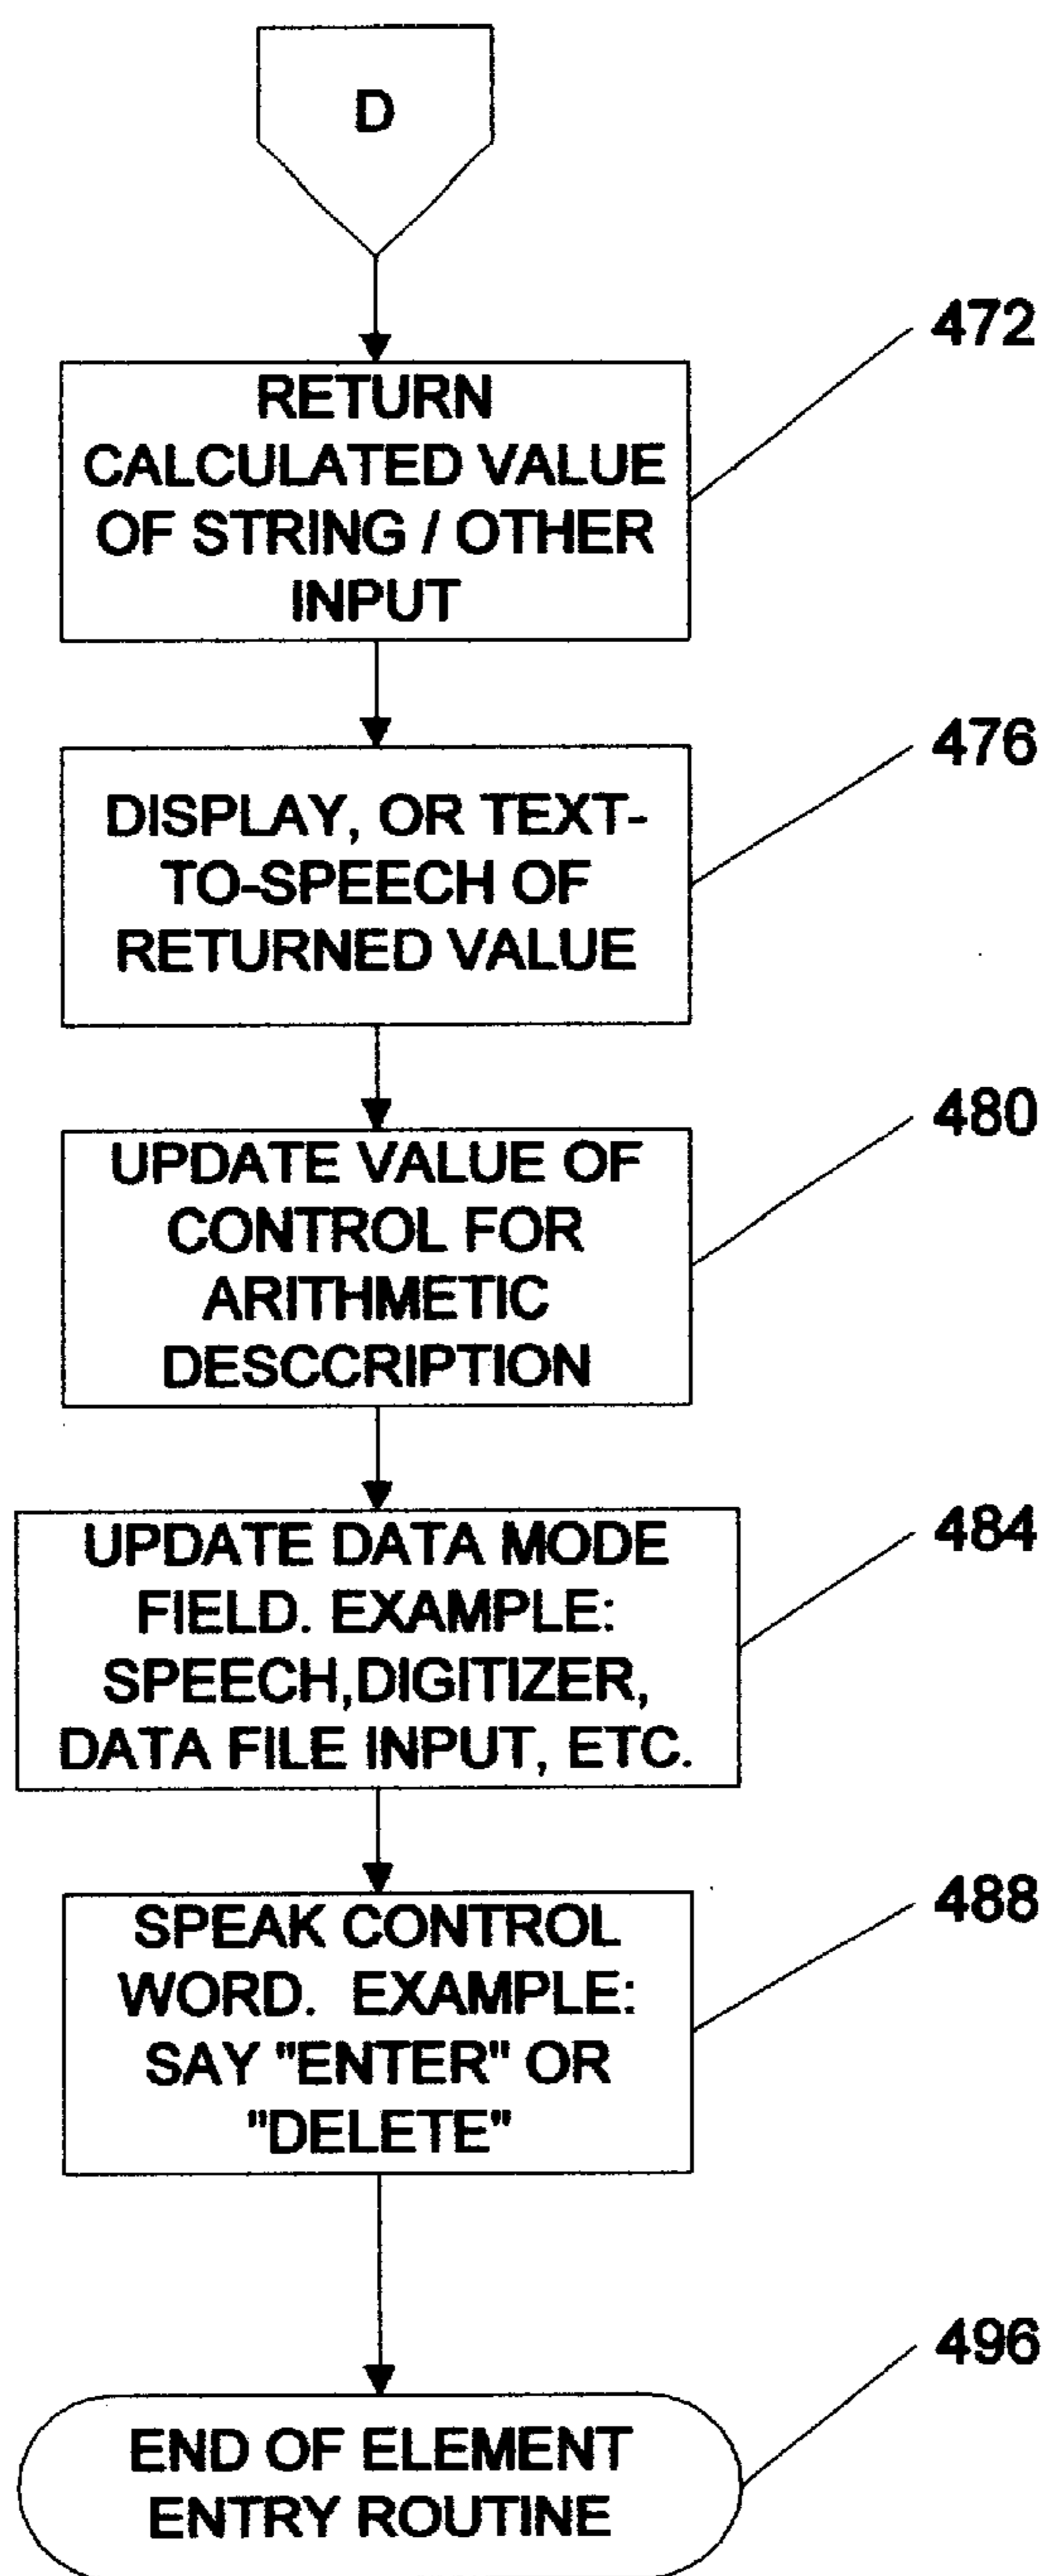 D
472
RETURN
CALCULATED VALUE
OF STRING / OTHER
INPUT
476
DISPLAY, OR TEXT-
TO-SPEECH OF
RETURNED VALUE
480
UPDATE VALUE OF
CONTROL FOR
ARITHMETIC
DESCCRIPTION
484
UPDATE DATA MODE
FIELD. EXAMPLE:
SPEECH,DIGITIZER,
DATA FILE INPUT, ETC.
488
SPEAK CONTROL
WORD. EXAMPLE:
SAY "ENTER" OR
"DELETE"
496
END OF ELEMENT
ENTRY ROUTINE